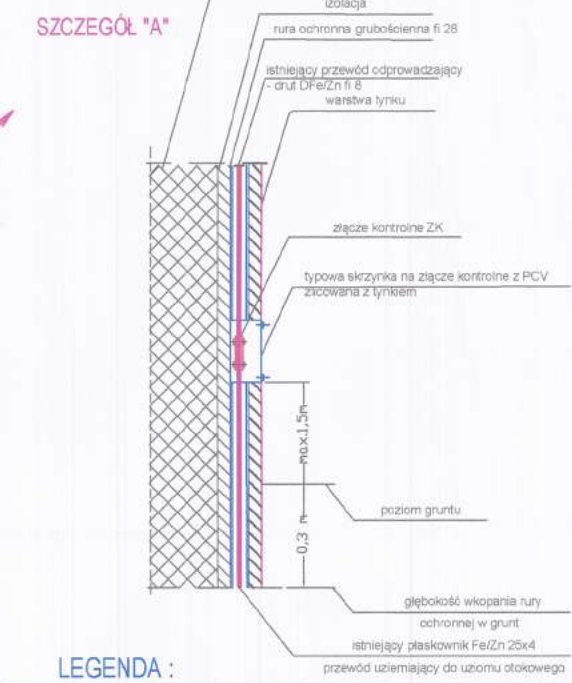 izolacja
SZCZEGÓŁ "A"
rura ochronna grubościenna fi 28
istniejący przewód odprowadzający
- drut DFe/Zn fi 8
warstwa tynku
złącze kontrolne ZK
typowa skrzynka na złącze kontrolne z PCV
zlicowana z tynkiem
max.1,5m
poziom gruntu
0,3 m
głębokość wkopania rury
ochronnej w grunt
istniejący płaskownik Fe/Zn 25x4
przewód uziemiający do uziomu otokowego
LEGENDA :